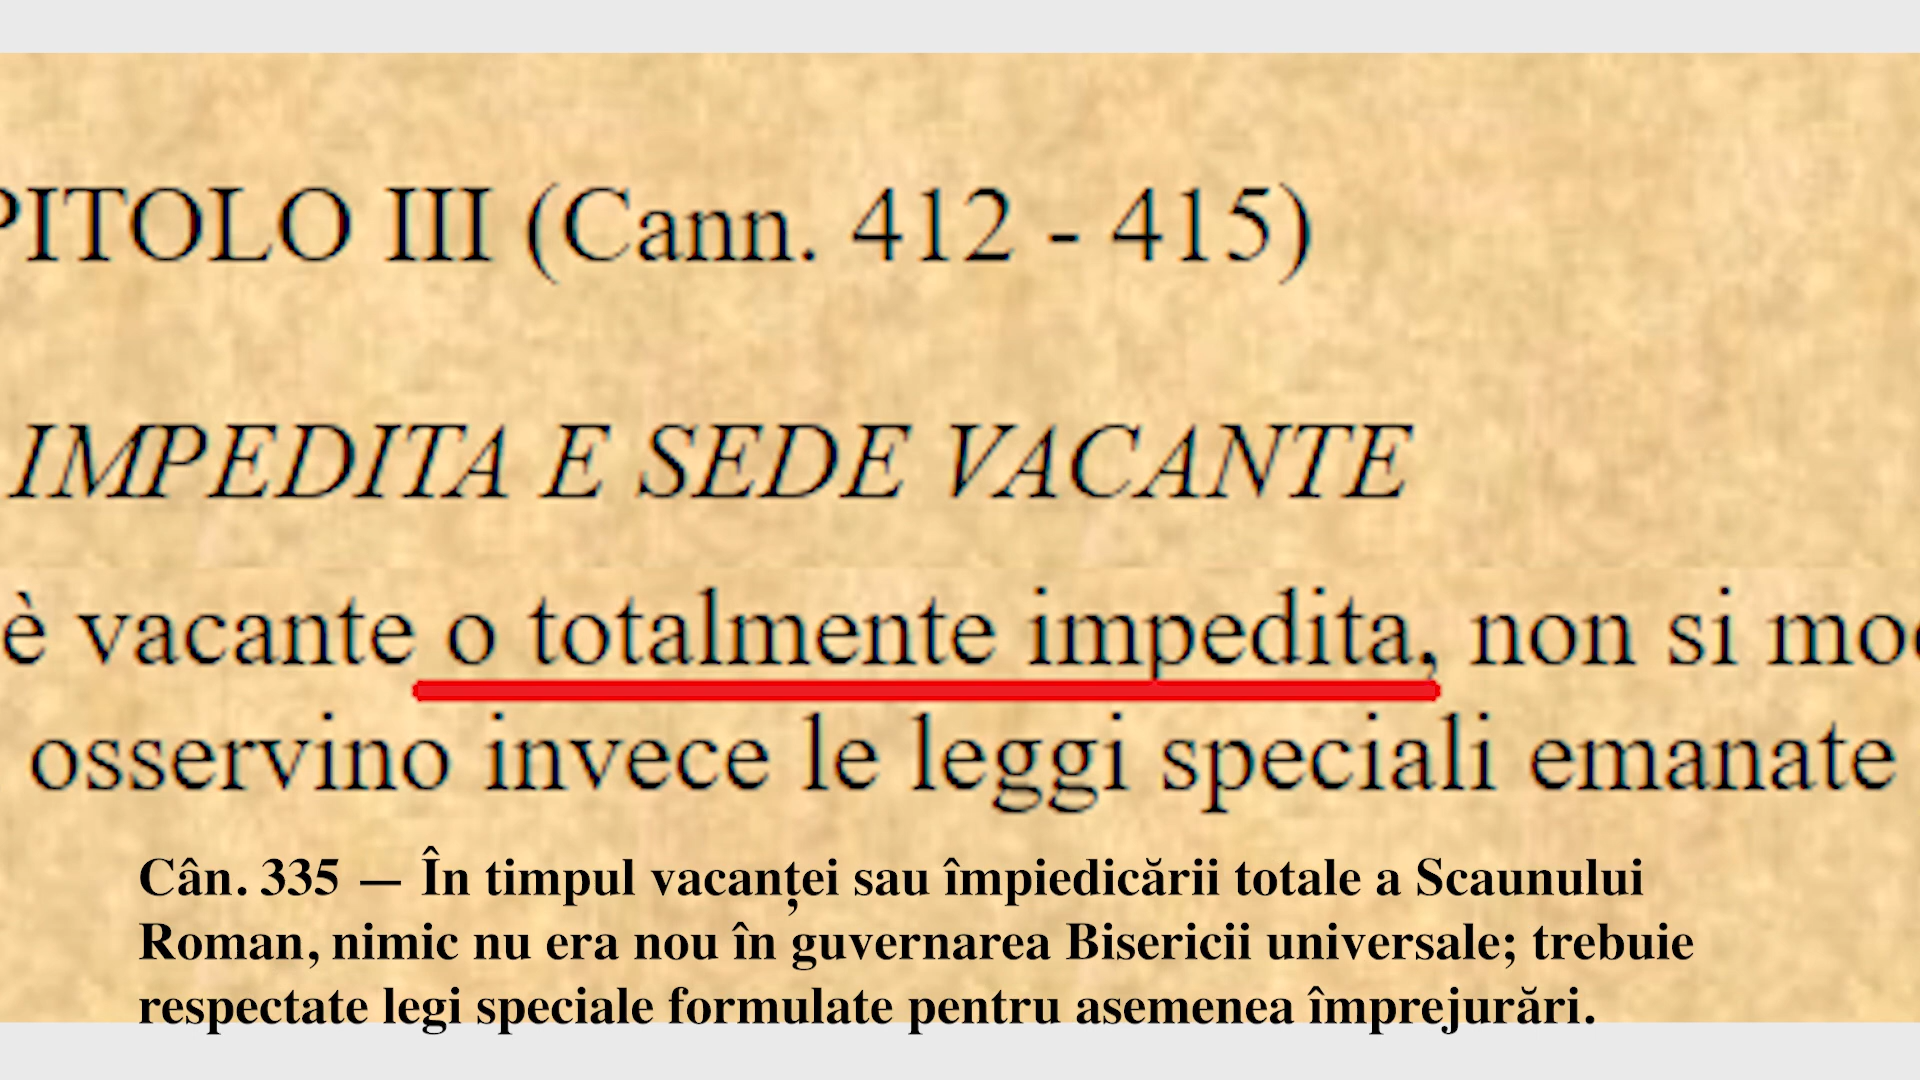 PITOLO III (Cann. 412 - 415)
IMPEDITA E SEDE VACANTE
è vacante o totalmente impedita, non si mo
osservino invece le leggi speciali emanate
Cân. 335 — În timpul vacanței sau împiedicării totale a Scaunului
Roman, nimic nu era nou în guvernarea Bisericii universale; trebuie
respectate legi speciale formulate pentru asemenea împrejurări.